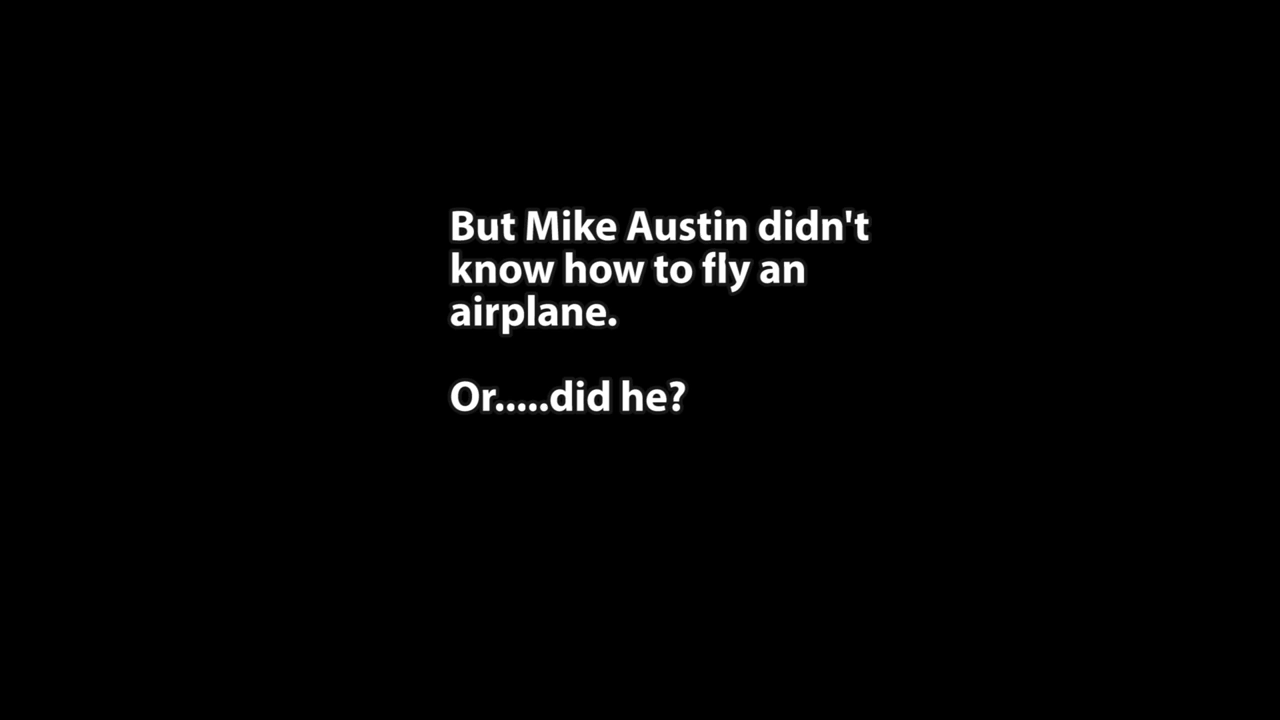 But Mike Austin didn't
know how to fly an
airplane.
Or.....did he?